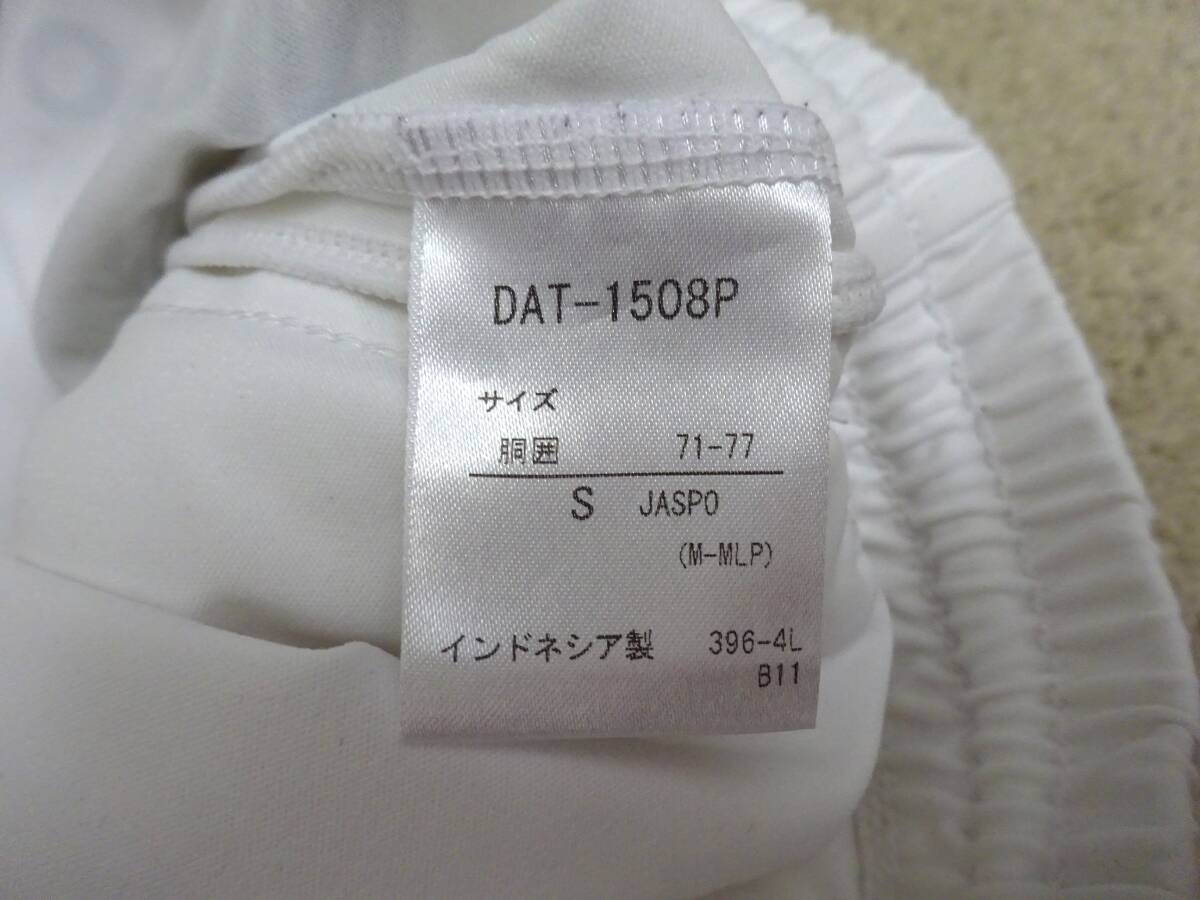 DAT-1508P
サイズ
胴囲 71-77
S JASPO
(M-MLP)
インドネシア製 396-4L
B11